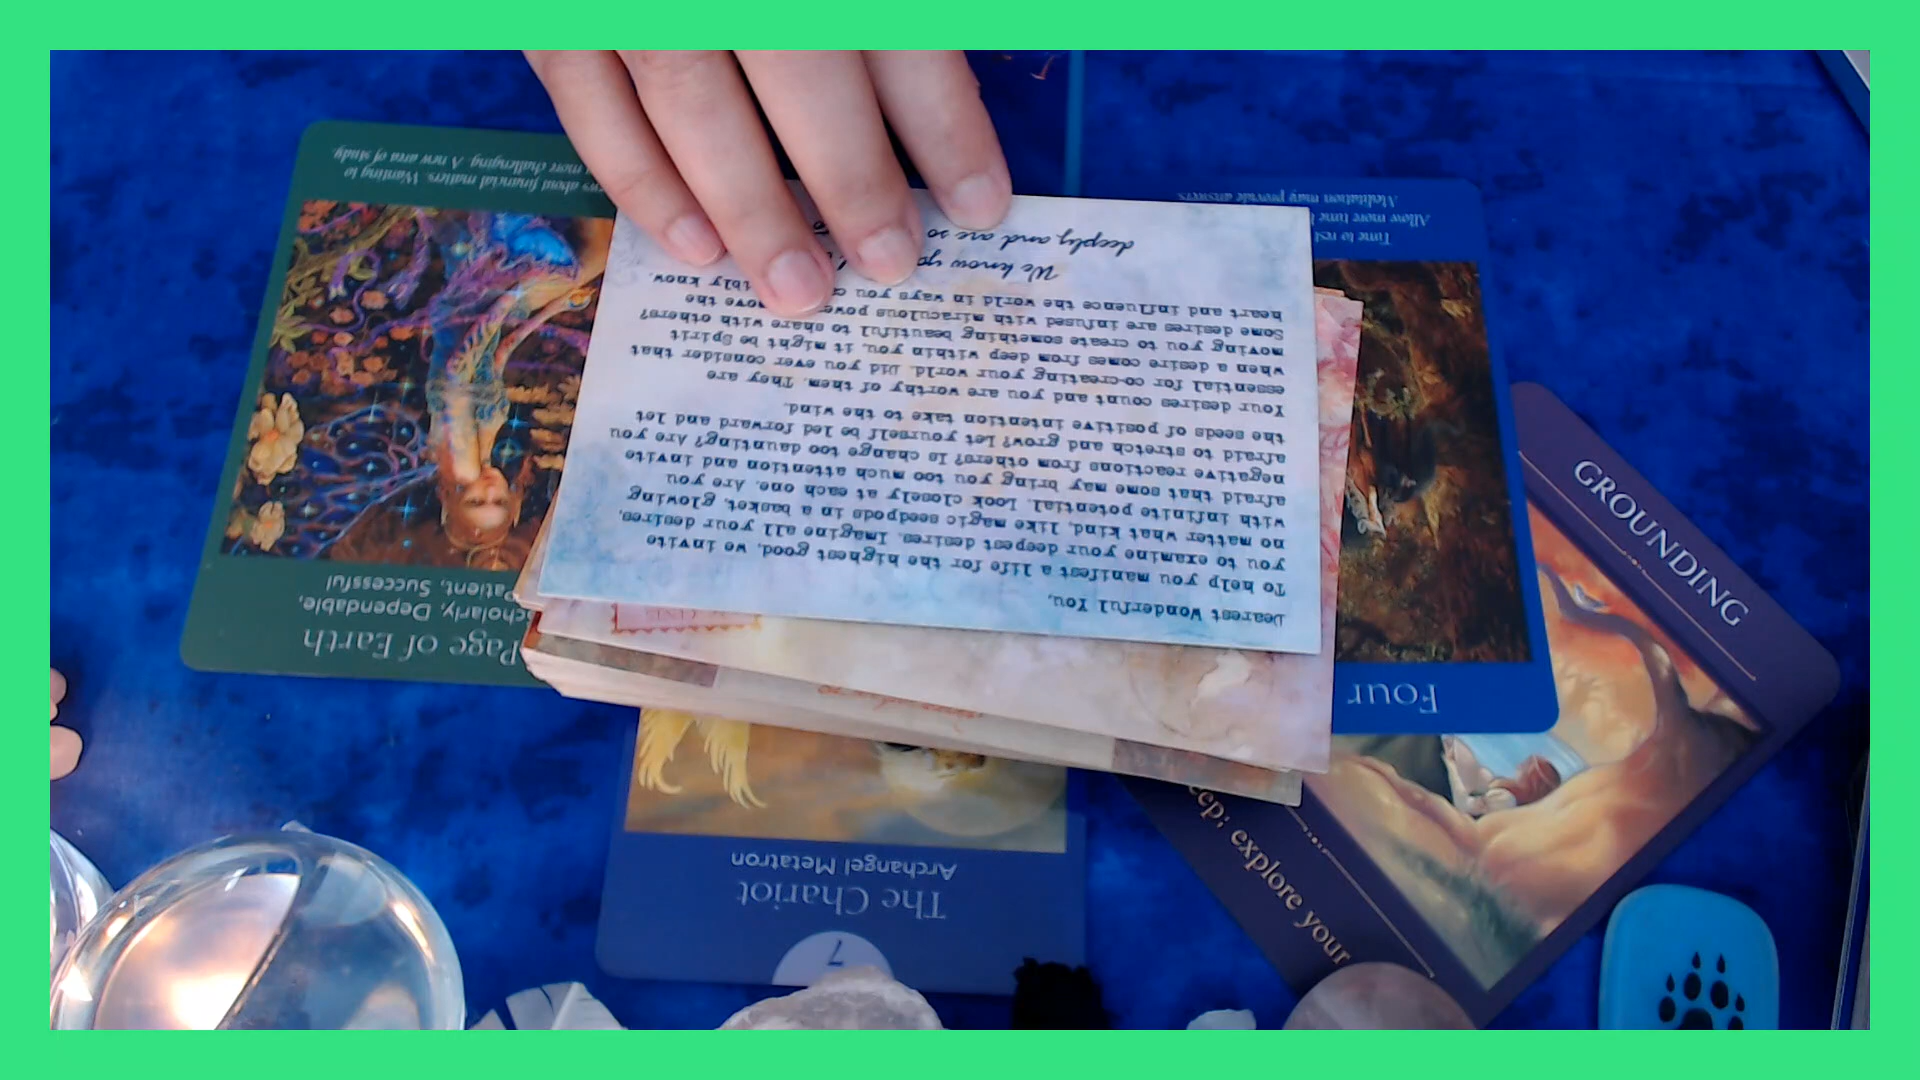 Dearest Wonderful You,
To help you manifest a life for the highest good, we invite
you to examine your deepest desires. Imagine all your desires,
no matter what kind, like magic seedpods in a basket, glowing
with infinite potential. Look closely at each one. Are you
afraid that some may bring you too much attention and invite
negative reactions from others? Is change too daunting? Are you
afraid to stretch and grow? Let yourself be led forward and let
the seeds of positive intention take to the wind.
Your desires count and you are worthy of them. They are
essential for co-creating your world. Did you ever consider that
when a desire comes from deep within you, it might be Spirit
moving you to create something beautiful to share with others?
Some desires are infused with miraculous power move the
heart and influence the world in ways you know.
We know
deeply, and are so
Page of Earth
Dependable,
Patient, Successful
about financial matters. Wanting to
more challenging. A new area of study.
7
The Chariot
Archangel Metatron
Four
Time to rest
Allow more time
Meditation may provide answers.
GROUNDING
explore your